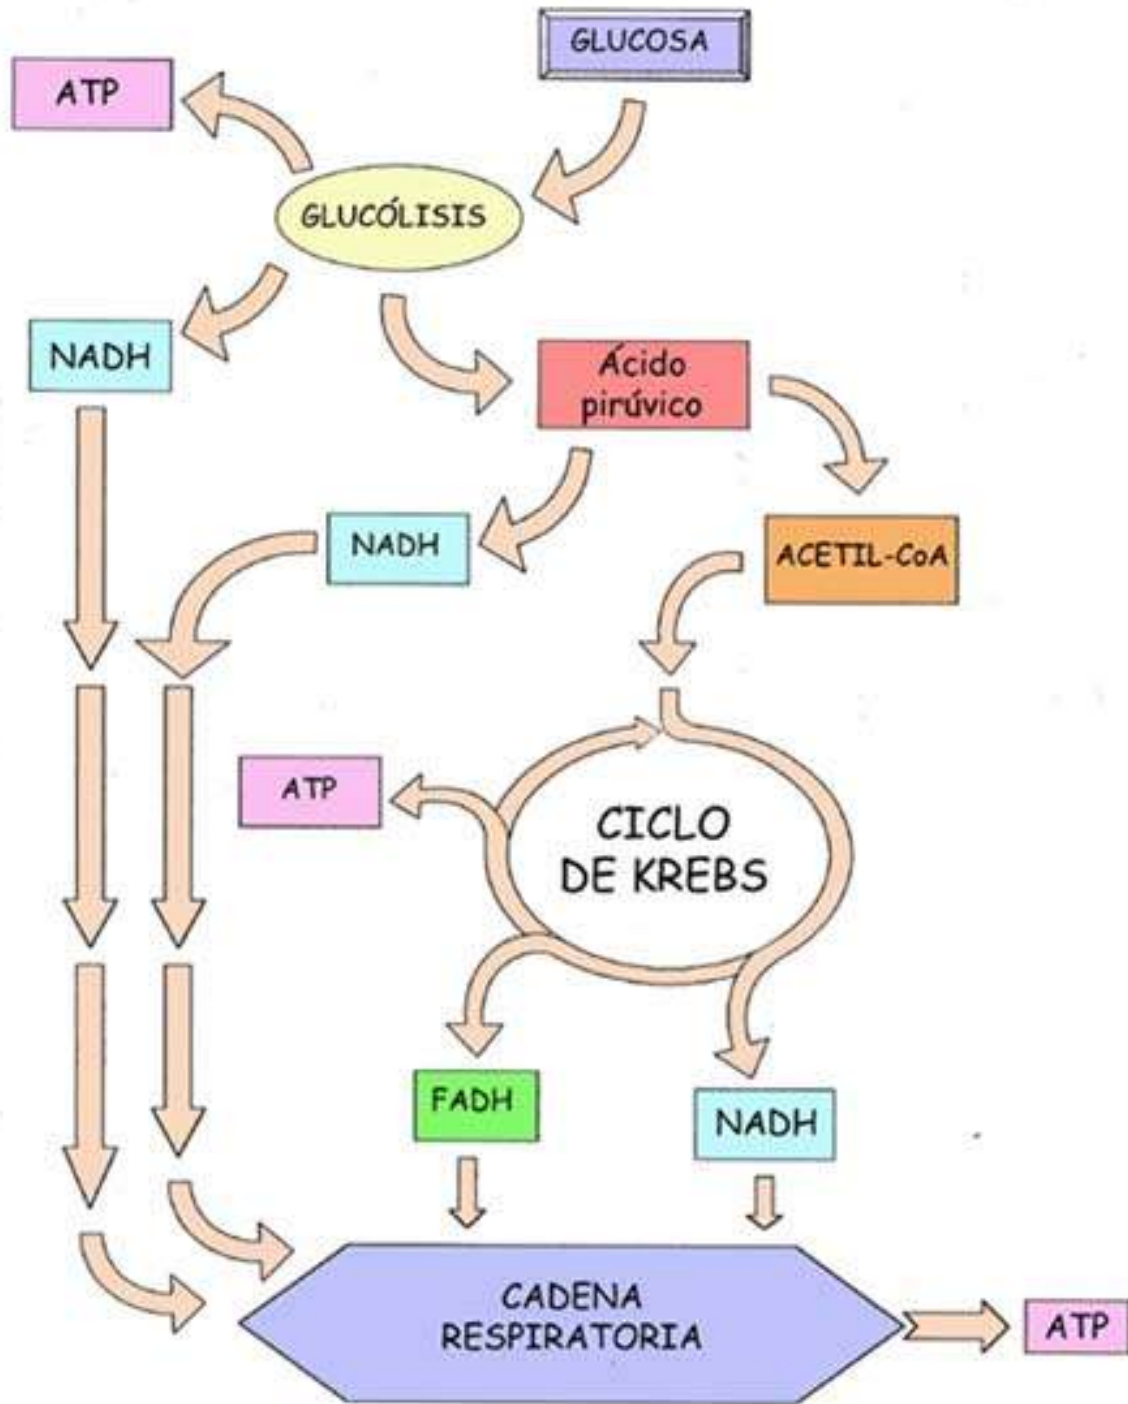 GLUCOSA
ATP
GLUCÓLISIS
NADH
Ácido
pirúvico
NADH
ACETIL-CoA
ATP
CICLO
DE KREBS
FADH
NADH
CADENA
RESPIRATORIA
ATP